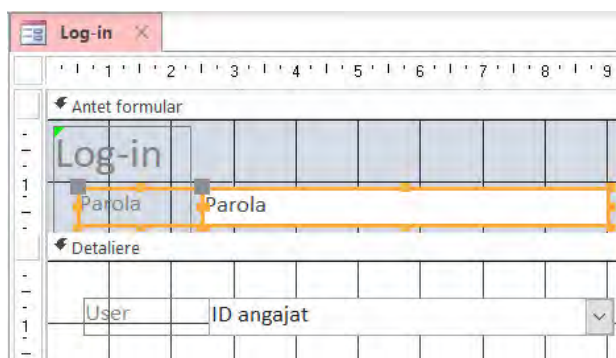 Log-in
1 2 3 4 5 6 7 8 9
Antet formular
Log-in
1
Parola Parola
Detaliere
User ID angajat
1